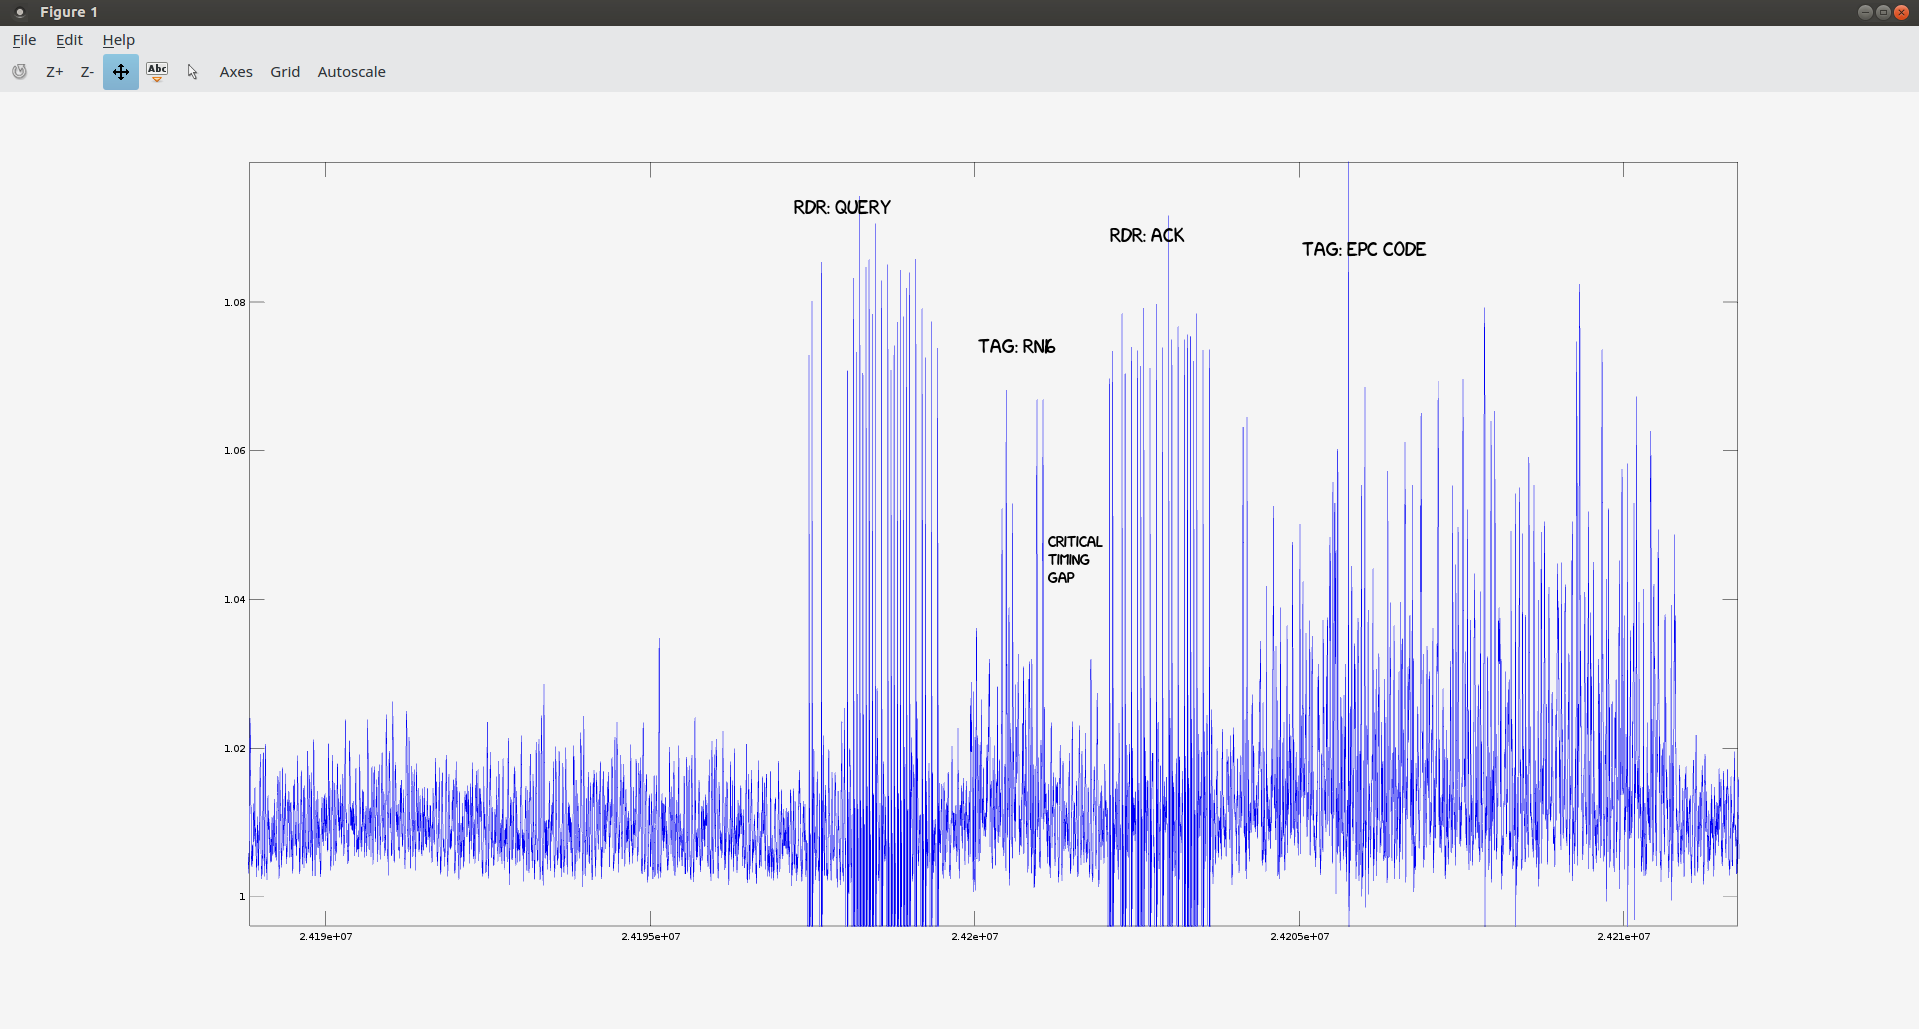 Figure 1
File Edit Help
Z+ Z- Abc Axes Grid Autoscale
RDR: QUERY
RDR: ACK
TAG: EPC CODE
1.08
TAG: RN16
1.06
CRITICAL
TIMING
GAP
1.04
1.02
1
2.419e+07 2.4195e+07 2.42e+07 2.4205e+07 2.421e+07